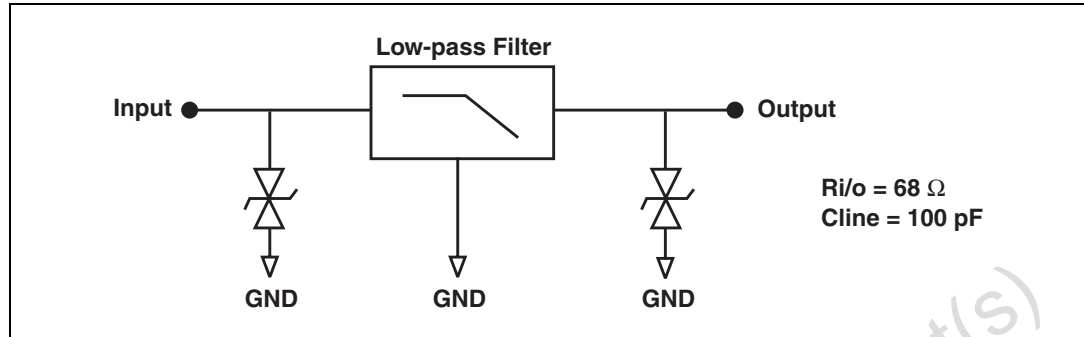 Low-pass Filter
Input
Output
Ri/o = 68 Ω
Cline = 100 pF
GND
GND
GND
t(s)